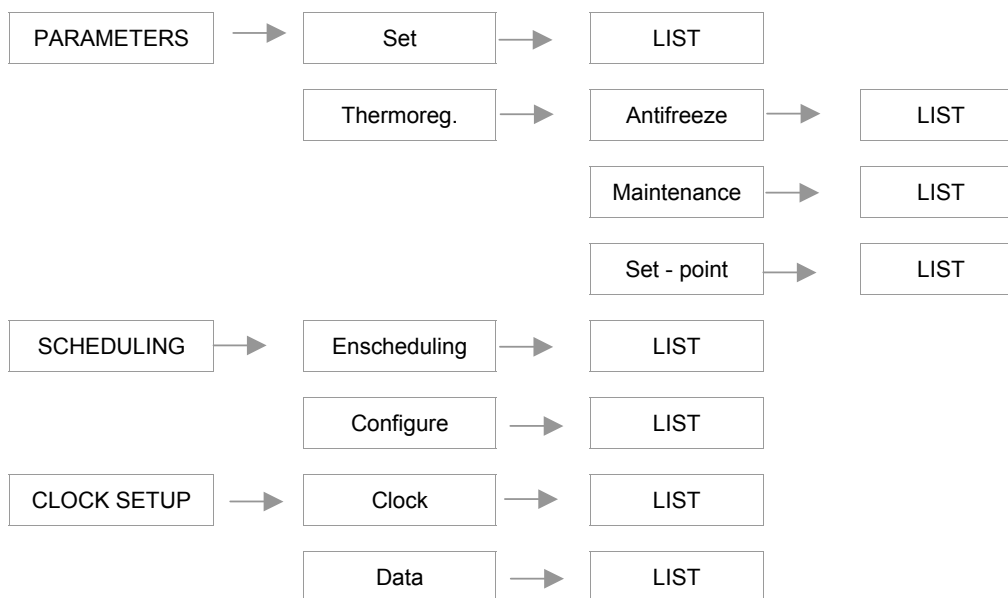 PARAMETERS Set LIST
Thermoreg. Antifreeze LIST
Maintenance LIST
Set - point LIST
SCHEDULING Enscheduling LIST
Configure LIST
CLOCK SETUP Clock LIST
Data LIST